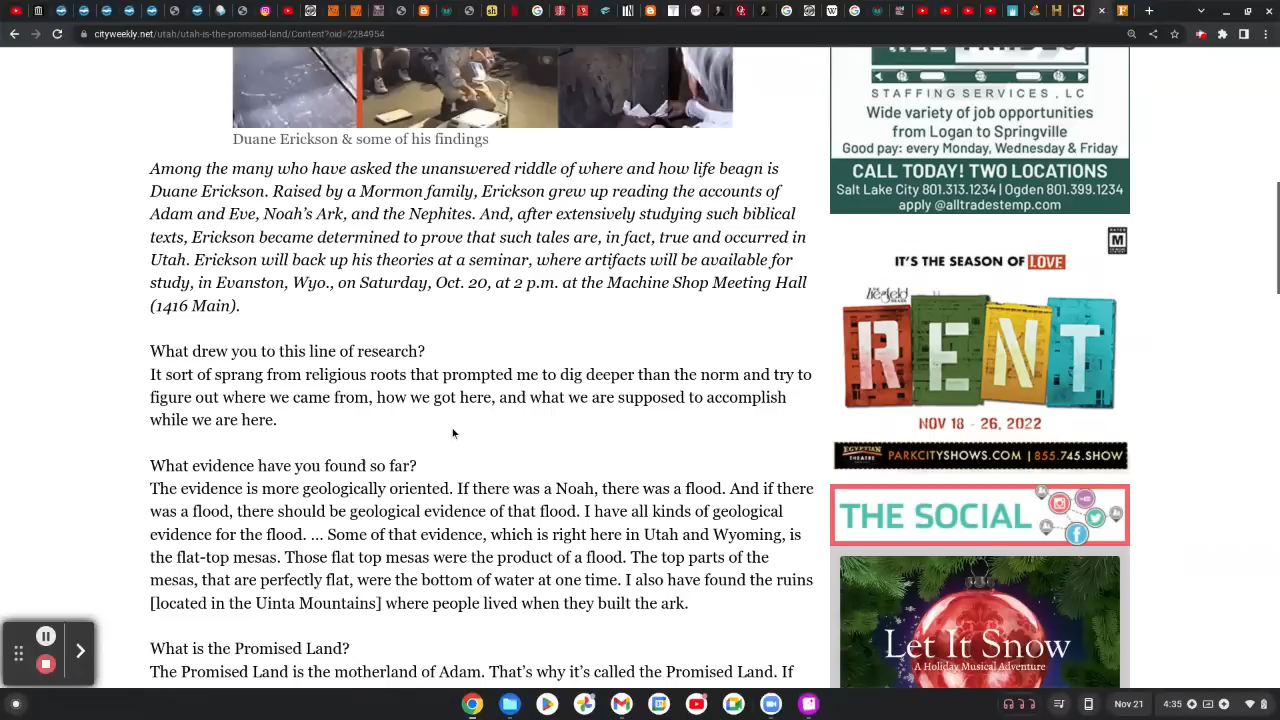 cityweekly.net/utah/utah-is-the-promised-land/Content?oid=2284954
Duane Erickson & some of his findings
Among the many who have asked the unanswered riddle of where and how life beagn is
Duane Erickson. Raised by a Mormon family, Erickson grew up reading the accounts of
Adam and Eve, Noah's Ark, and the Nephites. And, after extensively studying such biblical
texts, Erickson became determined to prove that such tales are, in fact, true and occurred in
Utah. Erickson will back up his theories at a seminar, where artifacts will be available for
study, in Evanston, Wyo., on Saturday, Oct. 20, at 2 p.m. at the Machine Shop Meeting Hall
(1416 Main).
What drew you to this line of research?
It sort of sprang from religious roots that prompted me to dig deeper than the norm and try to
figure out where we came from, how we got here, and what we are supposed to accomplish
while we are here.
What evidence have you found so far?
The evidence is more geologically oriented. If there was a Noah, there was a flood. And if there
was a flood, there should be geological evidence of that flood. I have all kinds of geological
evidence for the flood. ... Some of that evidence, which is right here in Utah and Wyoming, is
the flat-top mesas. Those flat top mesas were the product of a flood. The top parts of the
mesas, that are perfectly flat, were the bottom of water at one time. I also have found the ruins
[located in the Uinta Mountains] where people lived when they built the ark.
What is the Promised Land?
The Promised Land is the motherland of Adam. That's why it's called the Promised Land. If
STAFFING SERVICES, LC
Wide variety of job opportunities
from Logan to Springville
Good pay: every Monday, Wednesday & Friday
CALL TODAY! TWO LOCATIONS
Salt Lake City 801.313.1234 | Ogden 801.399.1234
apply @alltradestemp.com
M
IT'S THE SEASON OF LOVE
RENT
NOV 18 - 26, 2022
EGYPTIAN
THEATRE
PARKCITYSHOWS.COM | 855.745.SHOW
THE SOCIAL
Let It Snow
A Holiday Musical Adventure
Nov 21
4:35